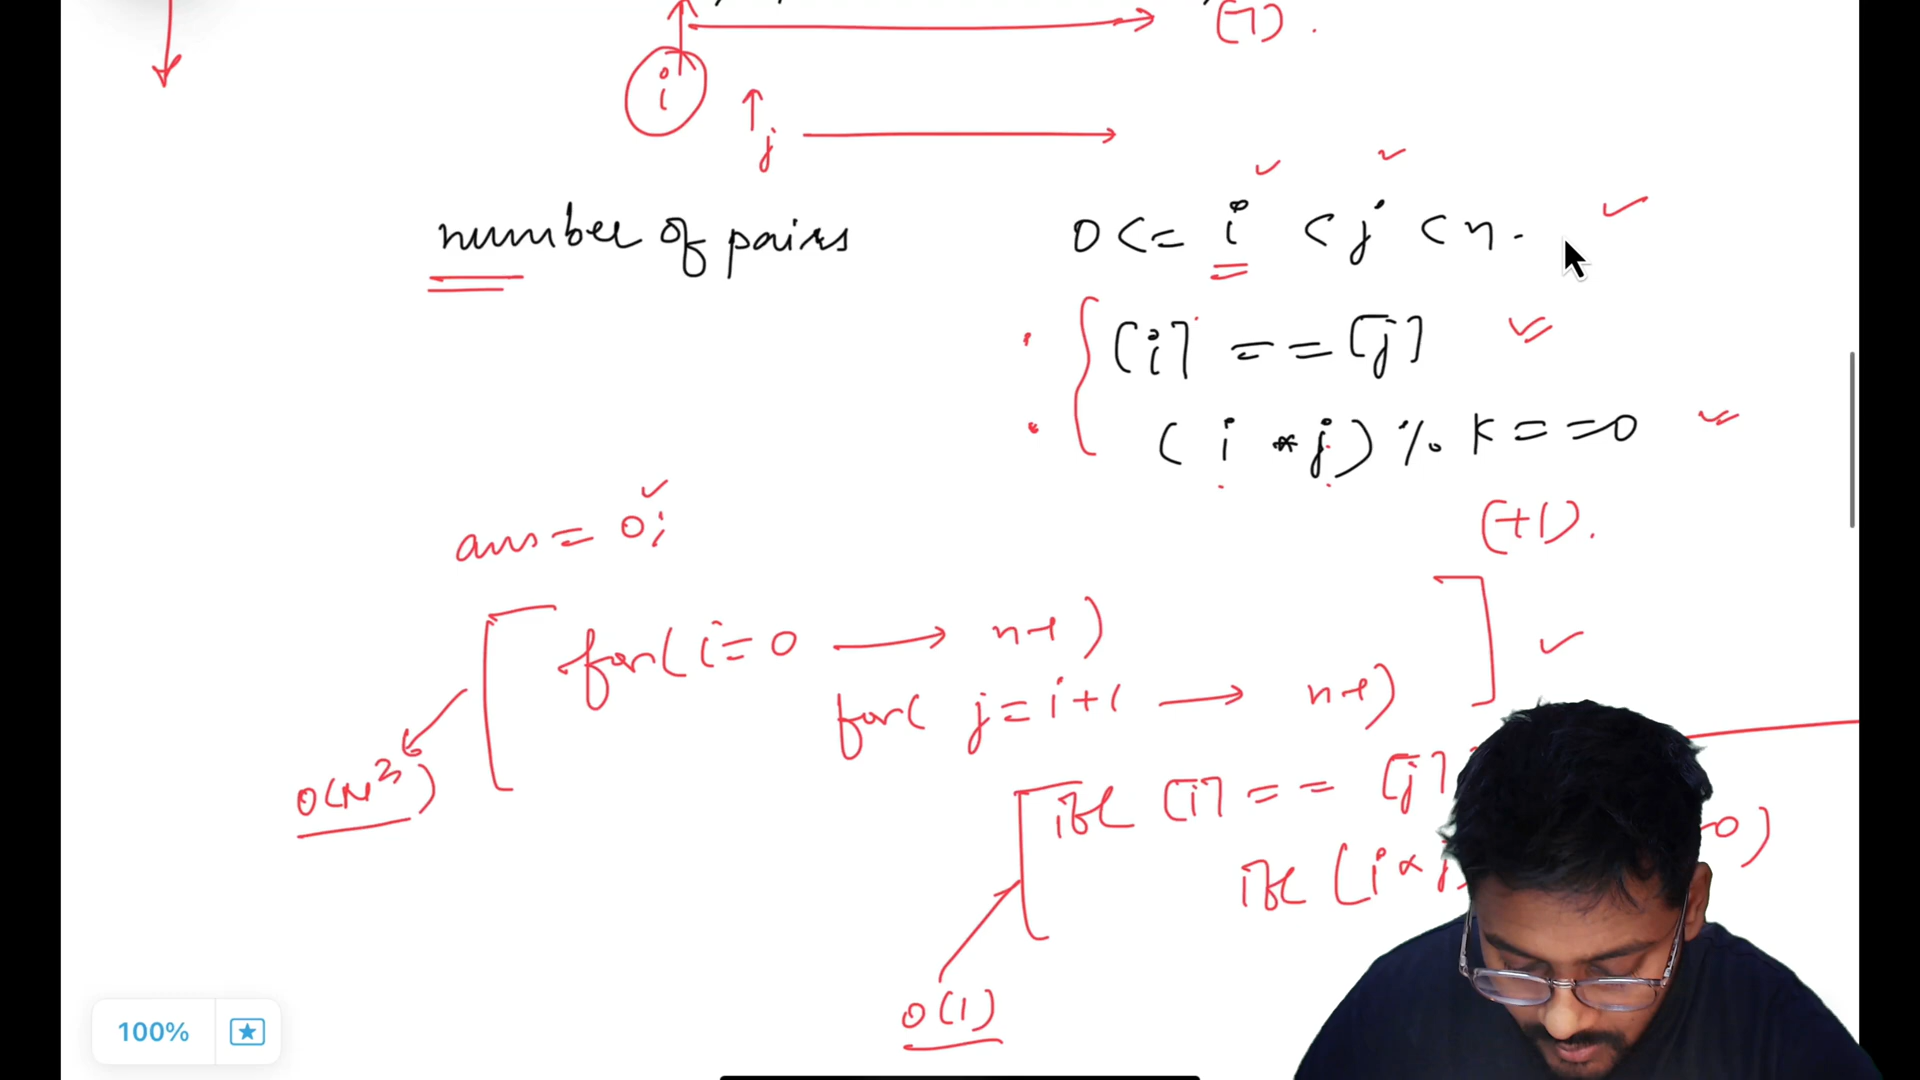 (7).
i
j
number of pairs 0 <= i < j < n.
[i] == [j]
(i * j) % K == 0
(+1).
ans = 0;
for( i = 0 → n-1)
for( j = i+1 → n-1)
O(N²)
if( [i] == [j]
if( (i * j 0)
O(1)
100%